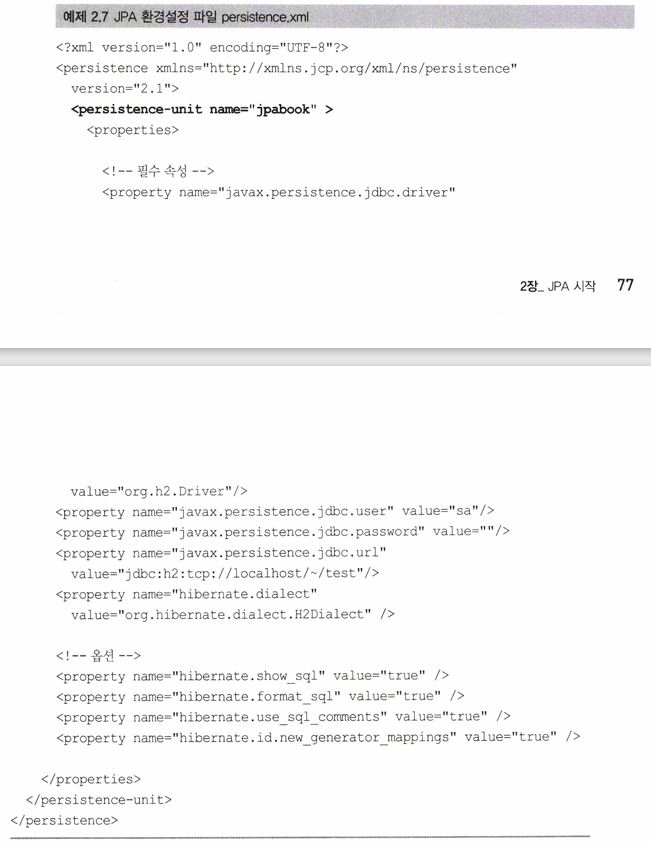 예제 2.7 JPA 환경설정 파일 persistence.xml
<?xml version="1.0" encoding="UTF-8"?>
<persistence xmlns="http://xmlns.jcp.org/xml/ns/persistence"
version="2.1">
<persistence-unit name="jpabook" >
<properties>
<!-- 필수 속성 -->
<property name="javax.persistence.jdbc.driver"
2장_ JPA 시작 77
value="org.h2.Driver"/>
<property name="javax.persistence.jdbc.user" value="sa"/>
<property name="javax.persistence.jdbc.password" value=""/>
<property name="javax.persistence.jdbc.url"
value="jdbc:h2:tcp://localhost/~/test"/>
<property name="hibernate.dialect"
value="org.hibernate.dialect.H2Dialect" />
<!-- 옵션 -->
<property name="hibernate.show_sql" value="true" />
<property name="hibernate.format_sql" value="true" />
<property name="hibernate.use_sql_comments" value="true" />
<property name="hibernate.id.new_generator_mappings" value="true" />
</properties>
</persistence-unit>
</persistence>